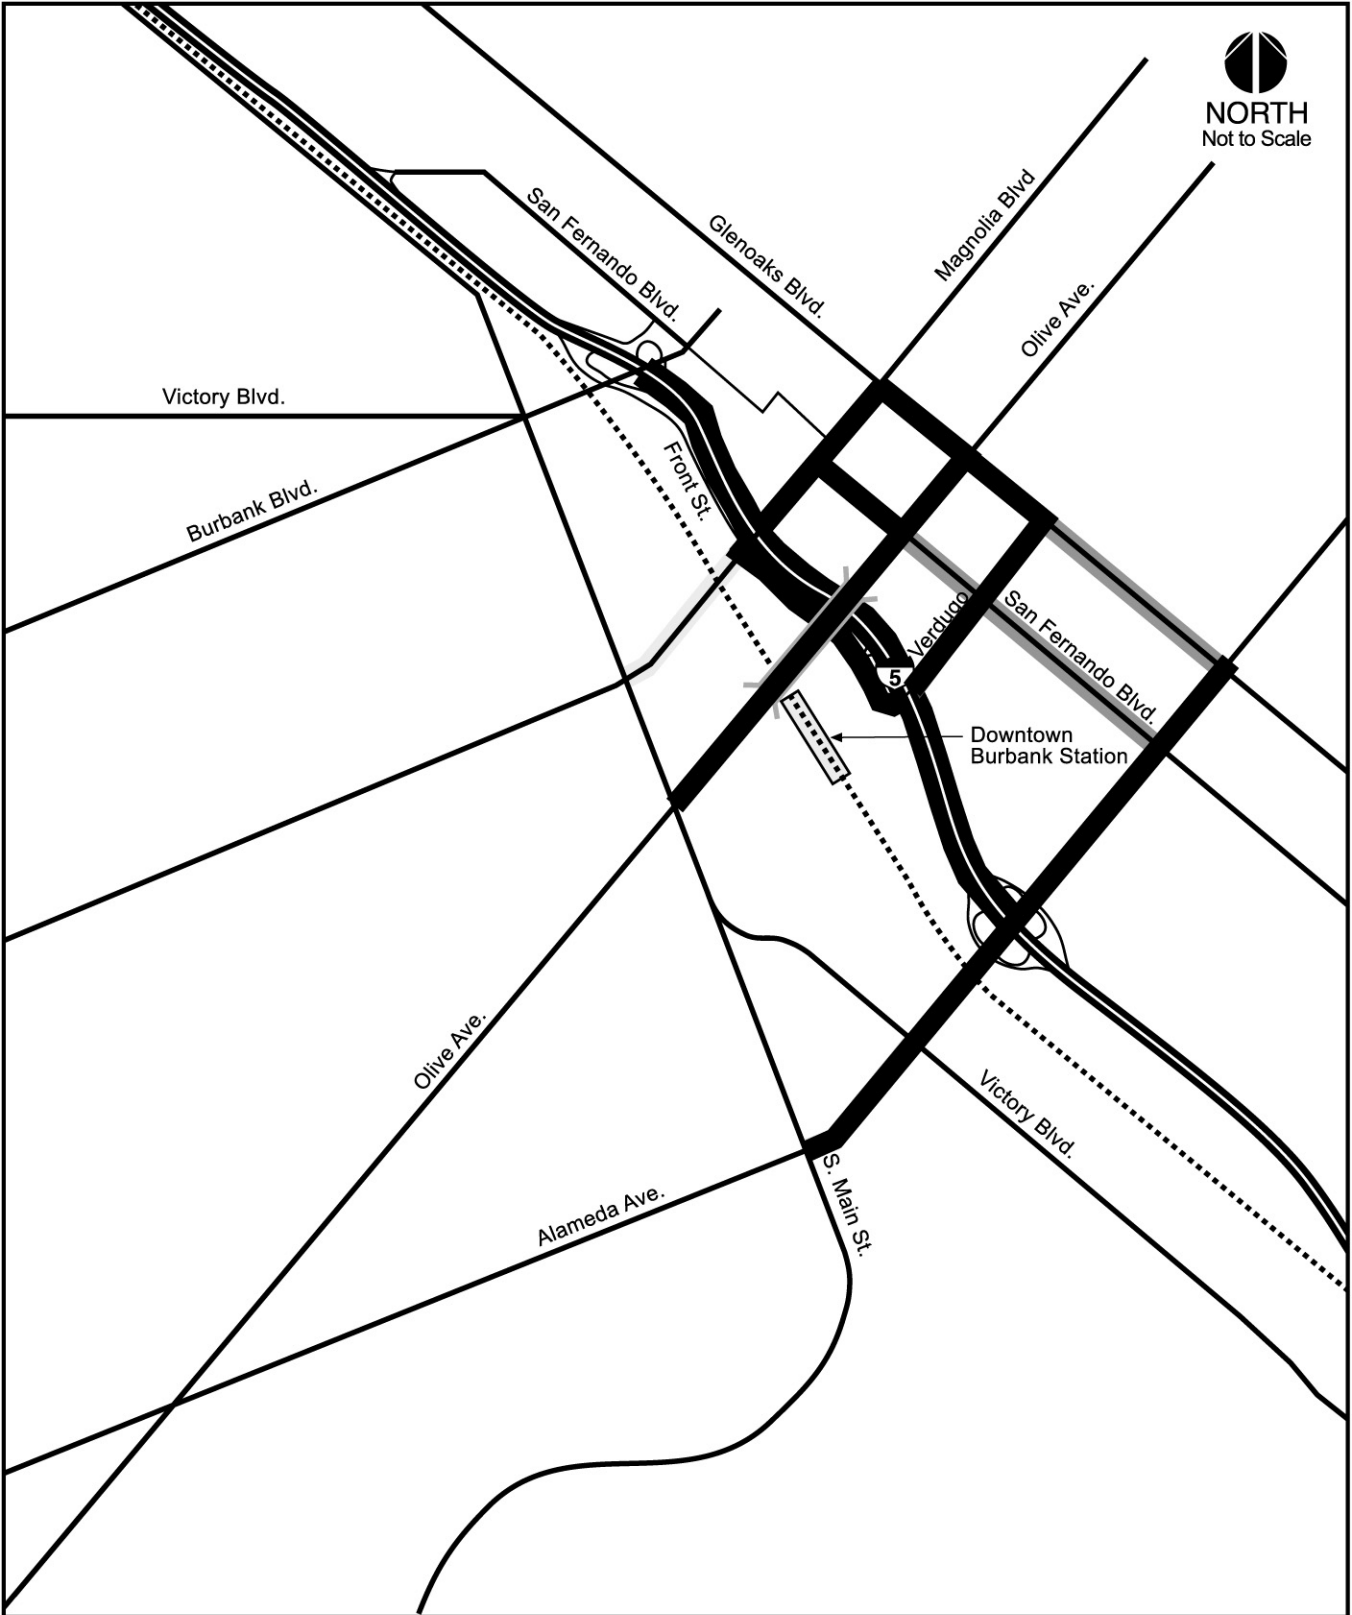 NORTH
Not to Scale
Magnolia Blvd
San Fernando Blvd.
Glenoaks Blvd.
Olive Ave.
Victory Blvd.
Front St.
Burbank Blvd.
Verdugo
San Fernando Blvd.
5
Downtown
Burbank Station
Olive Ave.
Victory Blvd.
S. Main St.
Alameda Ave.